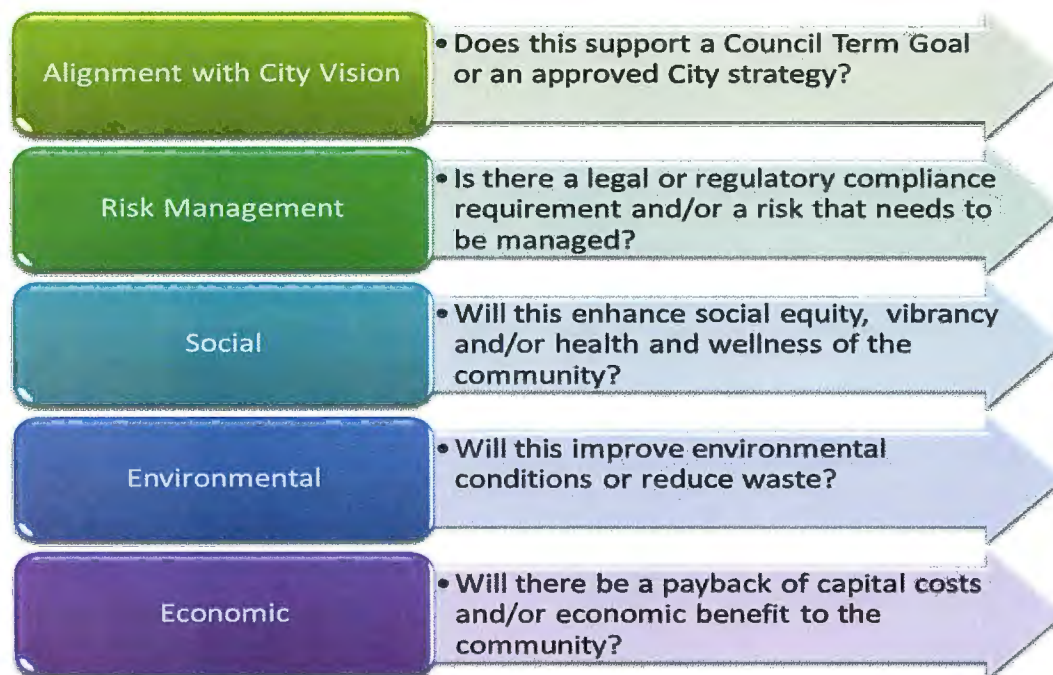 Alignment with City Vision
• Does this support a Council Term Goal
or an approved City strategy?
Risk Management
• Is there a legal or regulatory compliance
requirement and/or a risk that needs to
be managed?
Social
• Will this enhance social equity, vibrancy
and/or health and wellness of the
community?
Environmental
• Will this improve environmental
conditions or reduce waste?
Economic
• Will there be a payback of capital costs
and/or economic benefit to the
community?